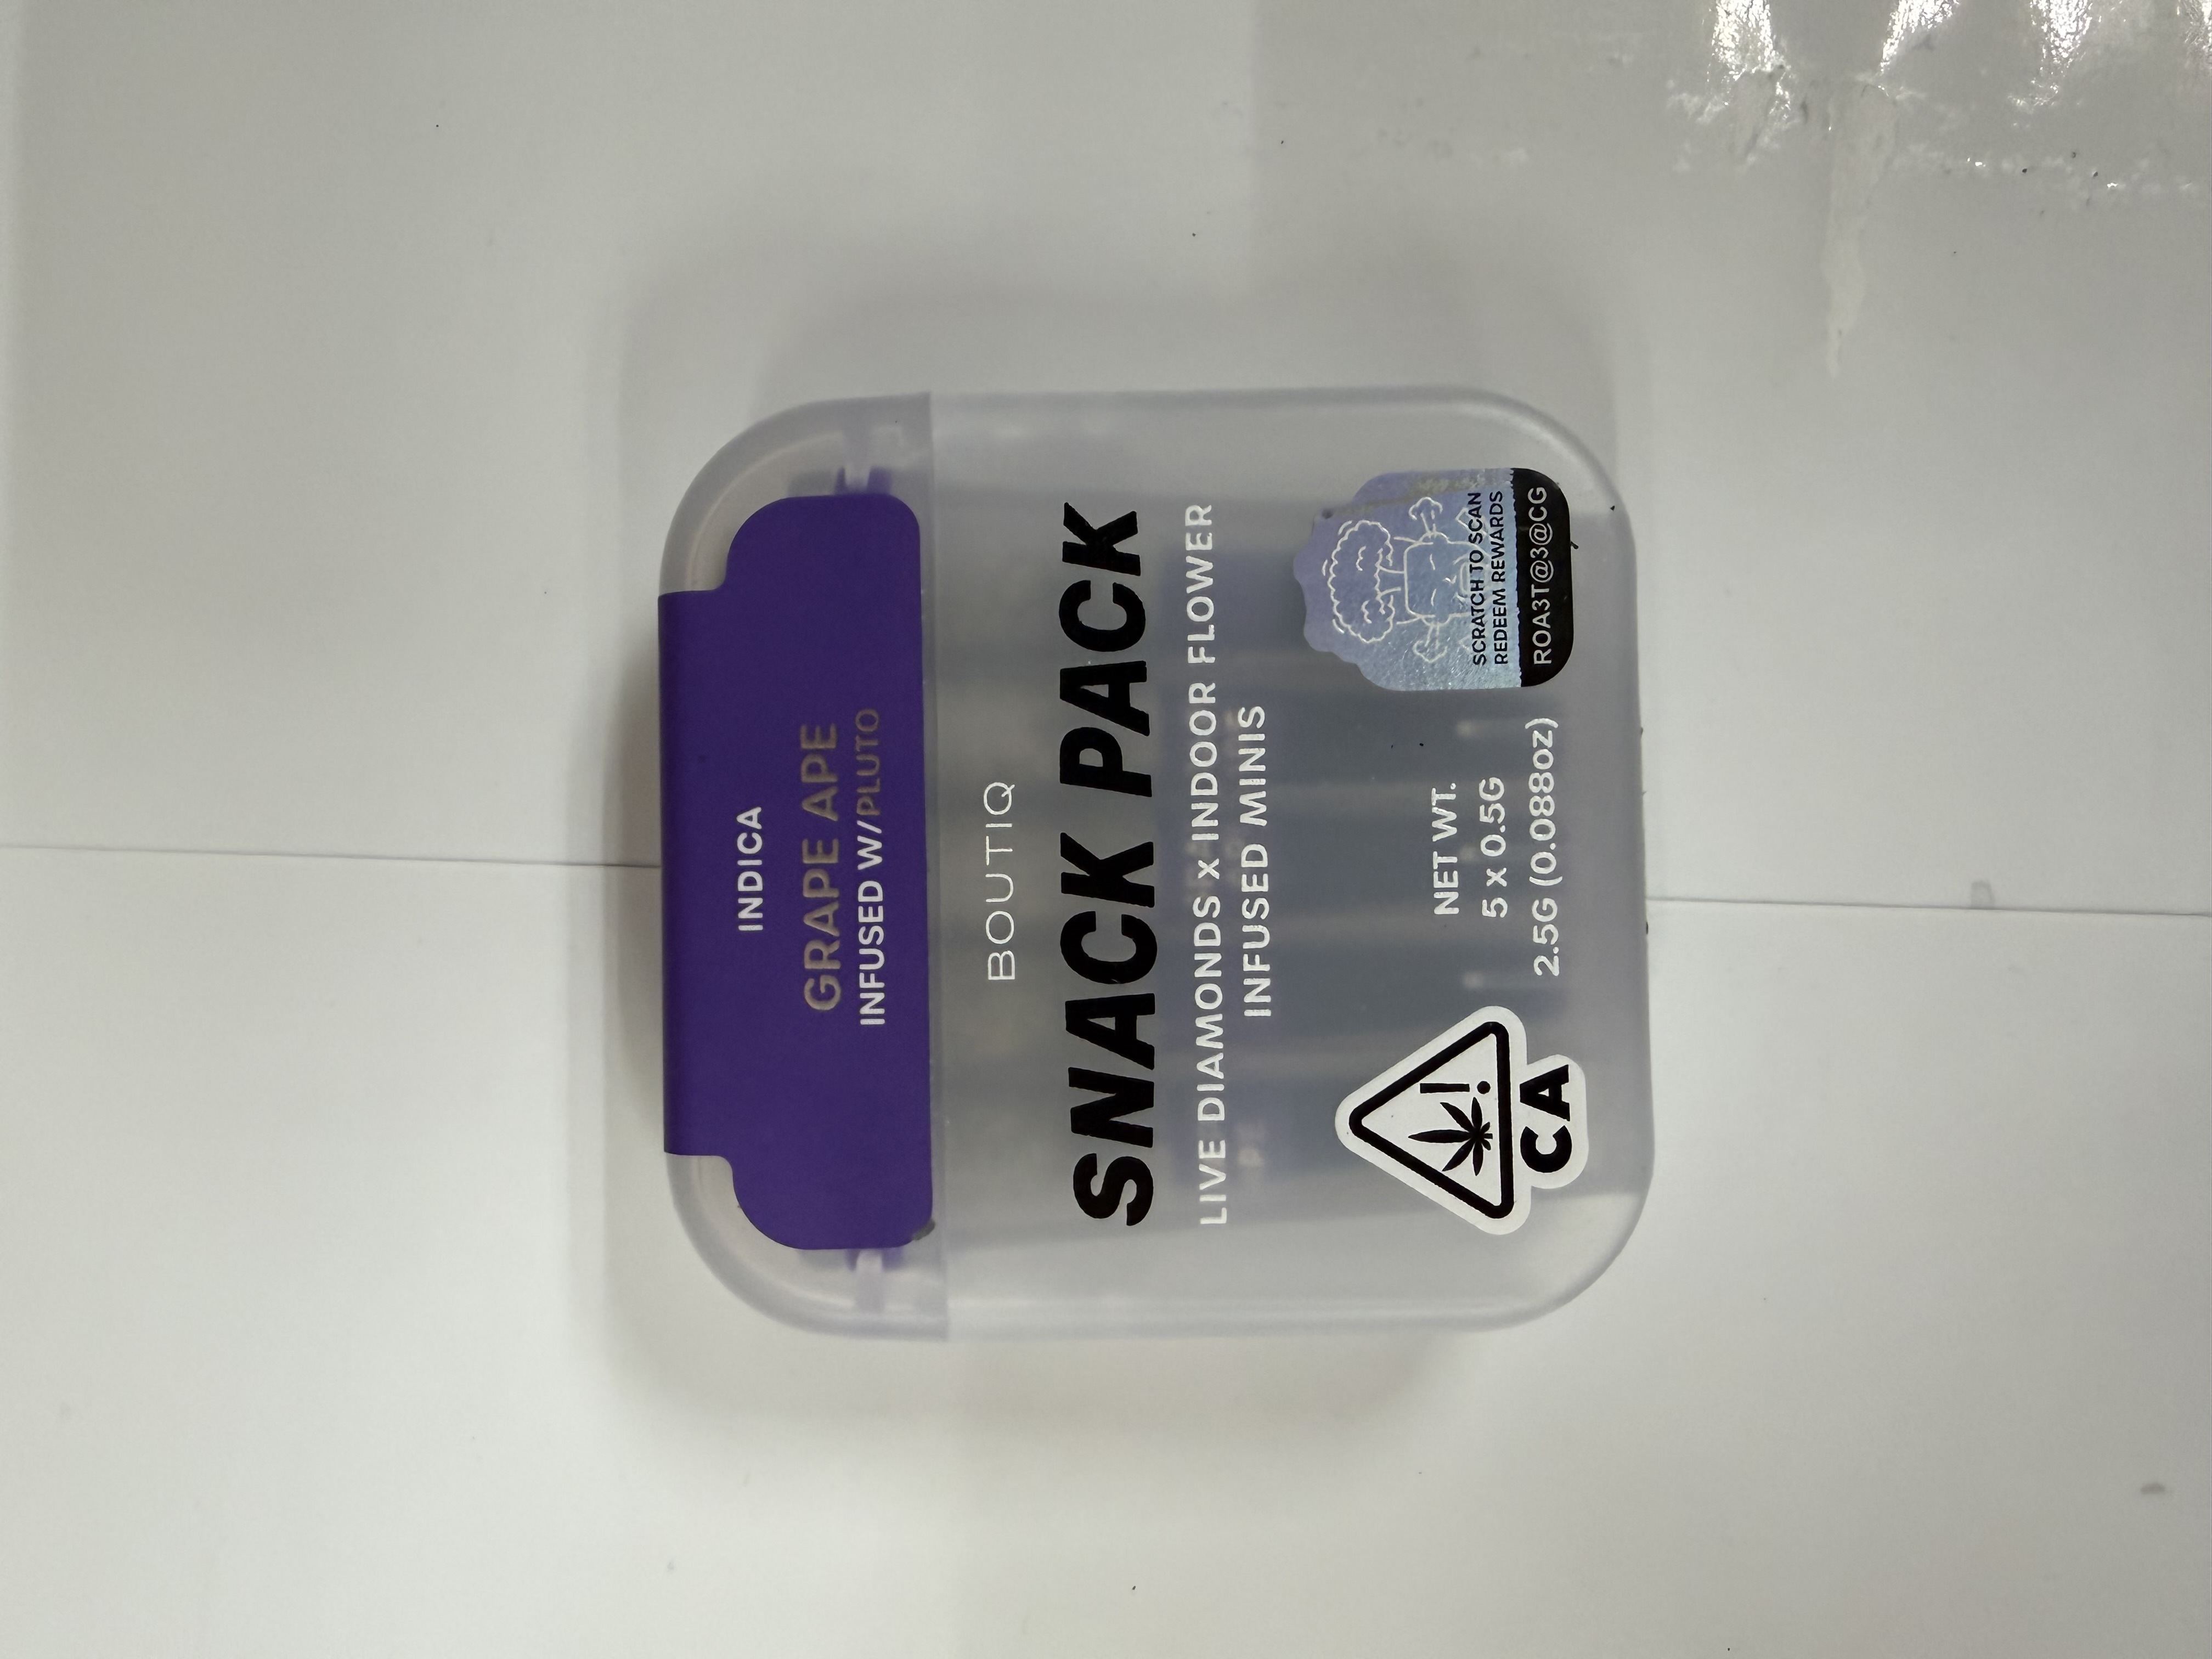 INDICA
GRAPE APE
INFUSED W/PLUTO
BOUTIQ
SNACK PACK
LIVE DIAMONDS x INDOOR FLOWER
INFUSED MINIS
CA
NET WT.
5 x 0.5G
2.5G (0.088oz)
SCRATCH TO SCAN
REDEEM REWARDS
ROA3T@3@CG